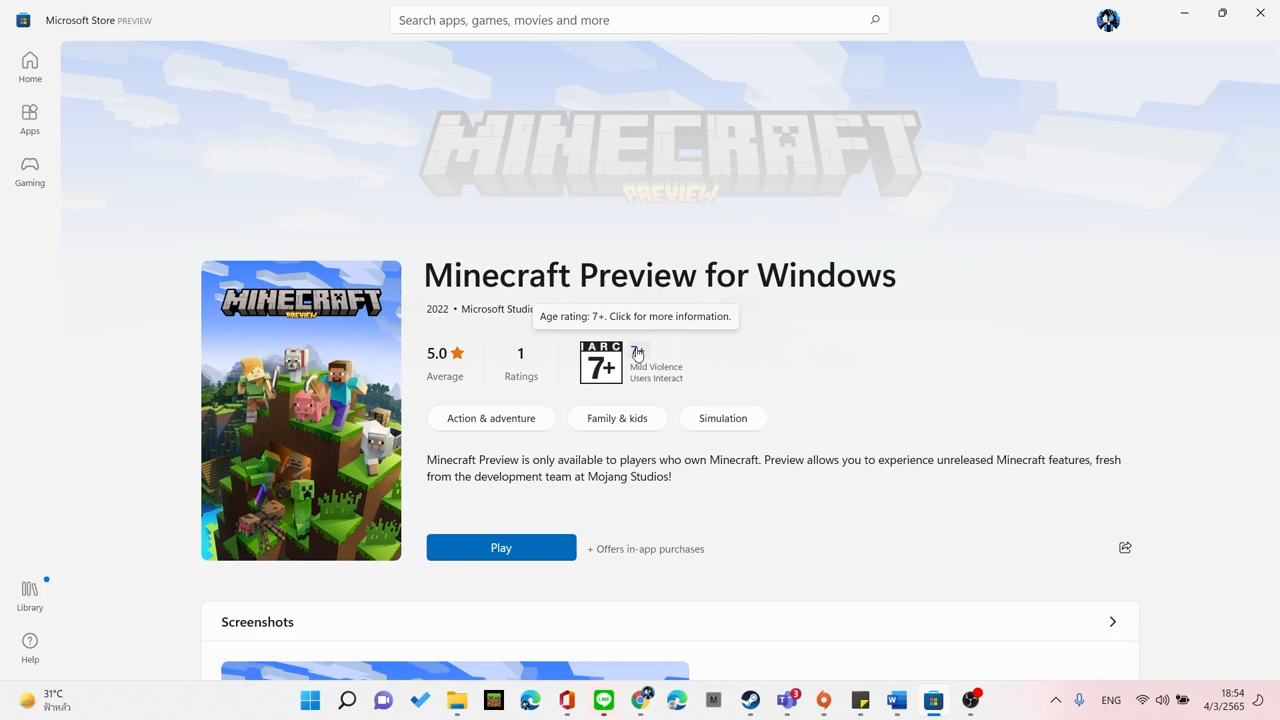 Microsoft Store PREVIEW
Search apps, games, movies and more
Home
Apps
Gaming
MINECRAFT
PREVIEW
MINECRAFT
PREVIEW
Minecraft Preview for Windows
2022 • Microsoft Studio
Age rating: 7+. Click for more information.
5.0
Average
1
Ratings
IARC
7+
7+
Mild Violence
Users Interact
Action & adventure
Family & kids
Simulation
Minecraft Preview is only available to players who own Minecraft. Preview allows you to experience unreleased Minecraft features, fresh
from the development team at Mojang Studios!
Play
+ Offers in-app purchases
Library
Help
Screenshots
31°C
ฟ้าหลัว
M
3
ENG
18:54
4/3/2565